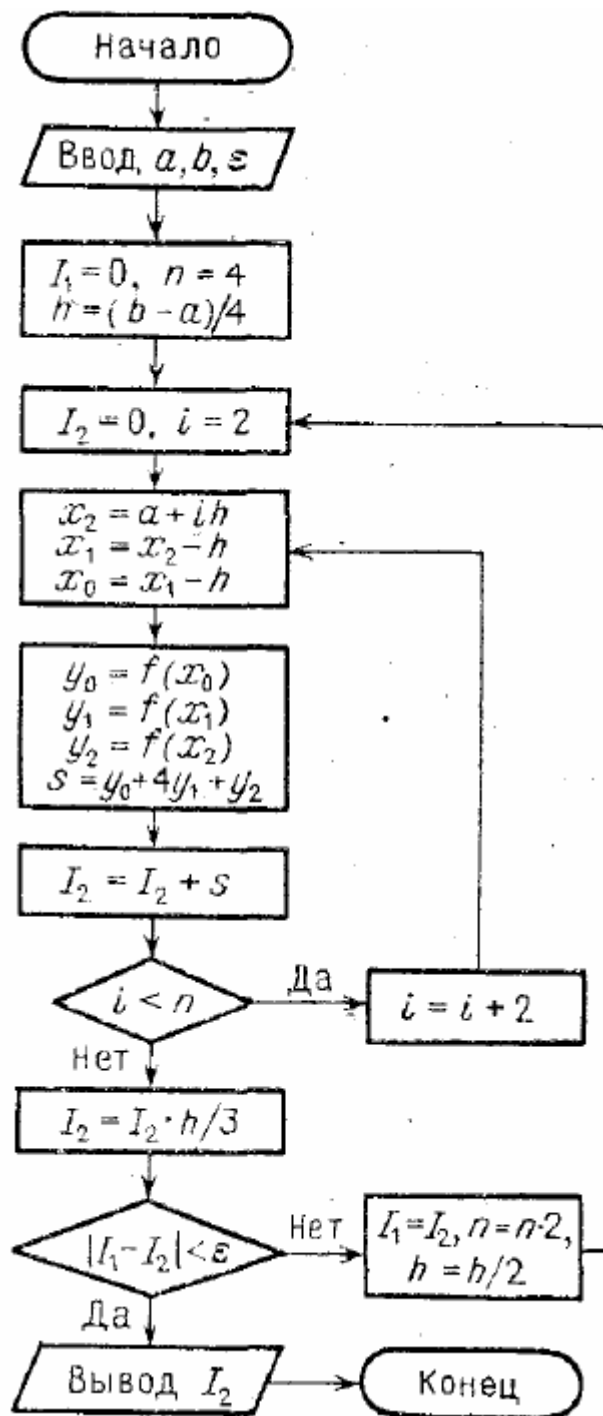 Начало
Ввод a, b, ε
I₁ = 0, n = 4
h = (b - a)/4
I₂ = 0, i = 2
x₂ = a + ih
x₁ = x₂ - h
x₀ = x₁ - h
y₀ = f(x₀)
y₁ = f(x₁)
y₂ = f(x₂)
s = y₀ + 4y₁ + y₂
I₂ = I₂ + s
i < n
Да
i = i + 2
Нет
I₂ = I₂ · h/3
|I₁ - I₂| < ε
Нет
I₁ = I₂, n = n·2,
h = h/2
Да
Вывод I₂
Конец